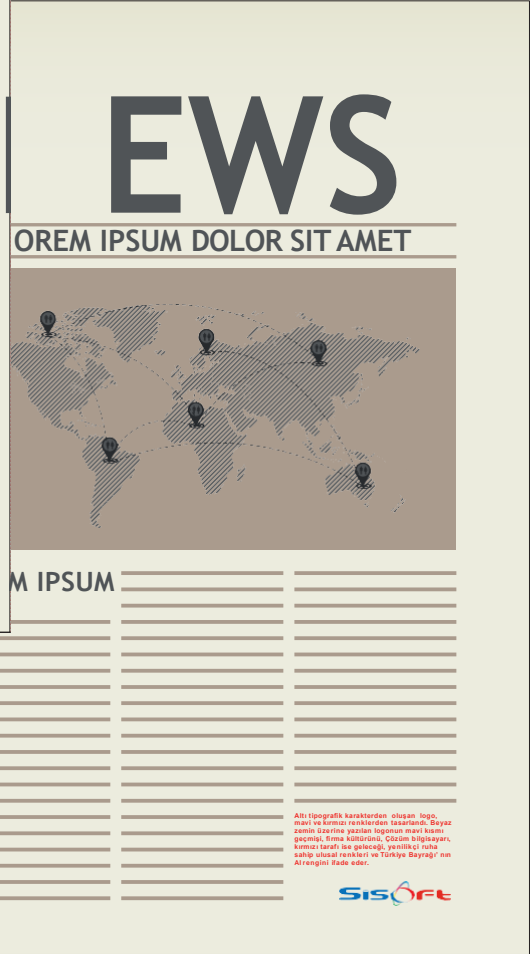 EWS
OREM IPSUM DOLOR SIT AMET
M IPSUM
Altı tipografik karakterden oluşan logo,
mavi ve kırmızı renklerden tasarlandı. Beyaz
zemin üzerine yazılan logonun mavi kısmı
geçmişi, firma kültürünü, Çözüm bilgisayarı,
kırmızı tarafı ise geleceği, yenilikçi ruha
sahip ulusal renkleri ve Türkiye Bayrağı' nın
Al rengini ifade eder.
Sisoft